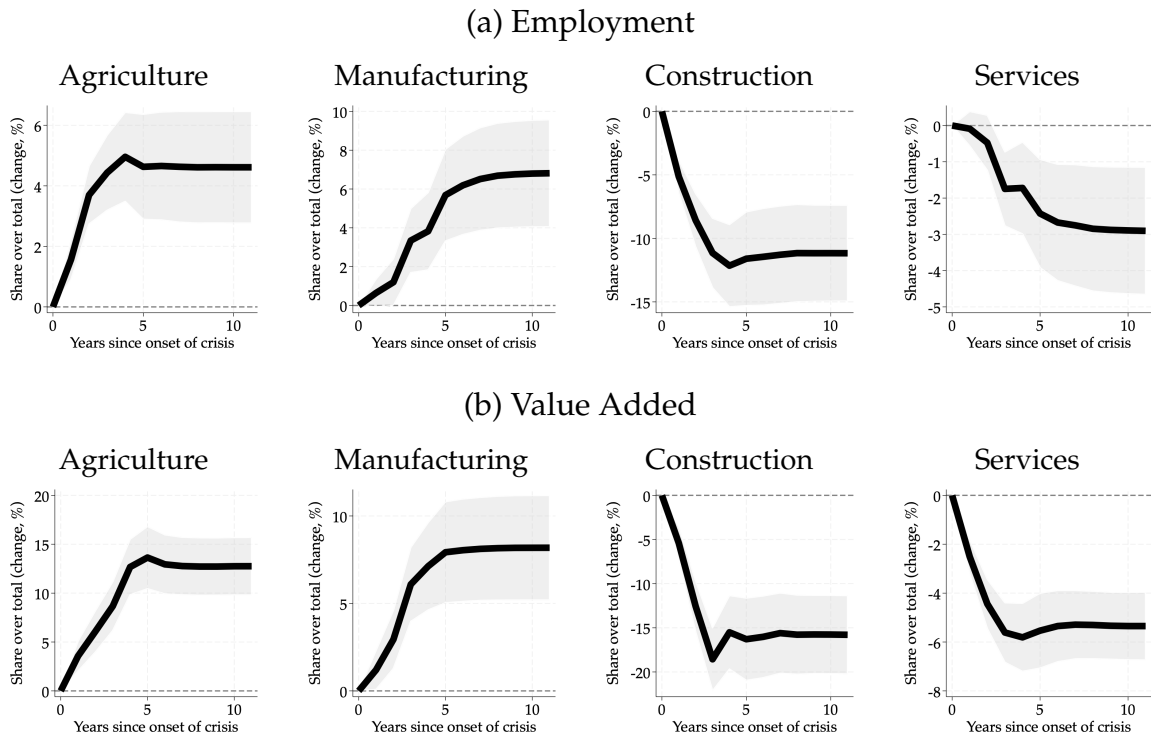 (a) Employment
Agriculture
Share over total (change, %)
6
4
2
0
0 5 10
Years since onset of crisis
Manufacturing
Share over total (change, %)
10
8
6
4
2
0
0 5 10
Years since onset of crisis
Construction
Share over total (change, %)
-0
-5
-10
-15
0 5 10
Years since onset of crisis
Services
Share over total (change, %)
0
-1
-2
-3
-4
-5
0 5 10
Years since onset of crisis
(b) Value Added
Agriculture
Share over total (change, %)
20
15
10
5
0
0 5 10
Years since onset of crisis
Manufacturing
Share over total (change, %)
10
5
0
0 5 10
Years since onset of crisis
Construction
Share over total (change, %)
0
-5
-10
-15
-20
0 5 10
Years since onset of crisis
Services
Share over total (change, %)
0
-2
-4
-6
-8
0 5 10
Years since onset of crisis